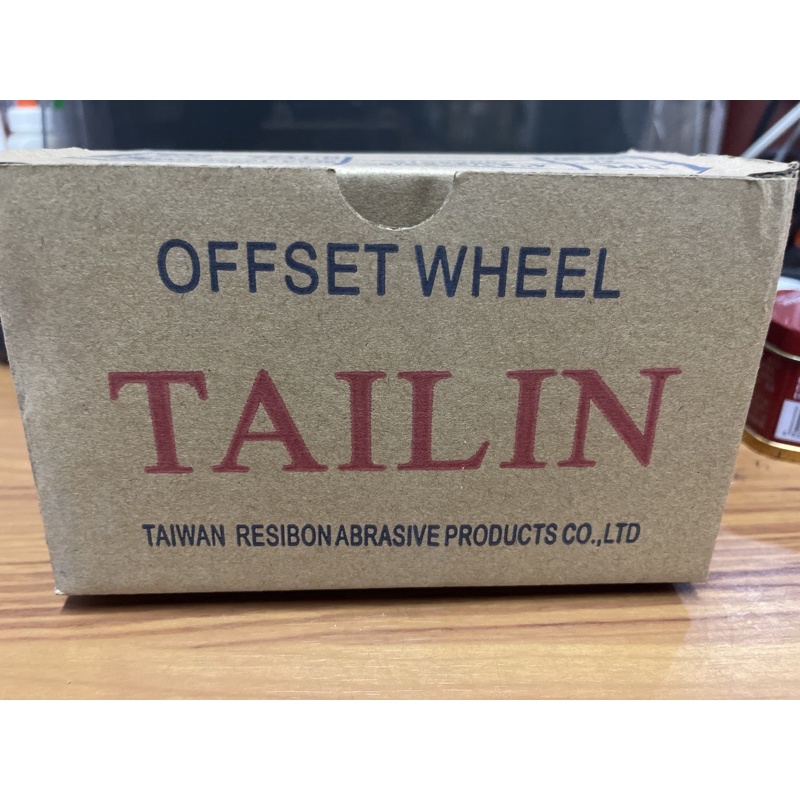 OFFSET WHEEL
TAILIN
TAIWAN RESIBON ABRASIVE PRODUCTS CO.,LTD